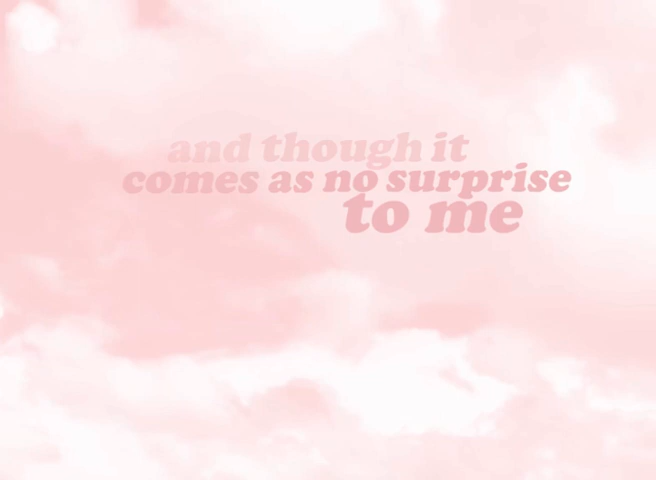 and though it
comes as no surprise
to me